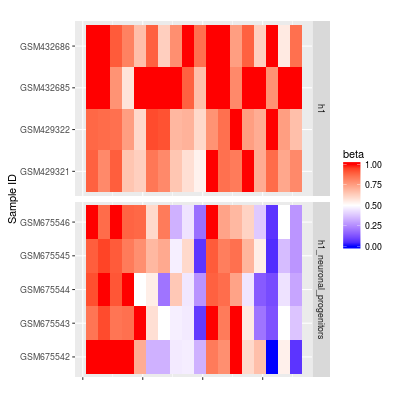 GSM432686
GSM432685
GSM429322
GSM429321
h1
GSM675546
GSM675545
GSM675544
GSM675543
GSM675542
h1_neuronal_progenitors
Sample ID
beta
1.00
0.75
0.50
0.25
0.00